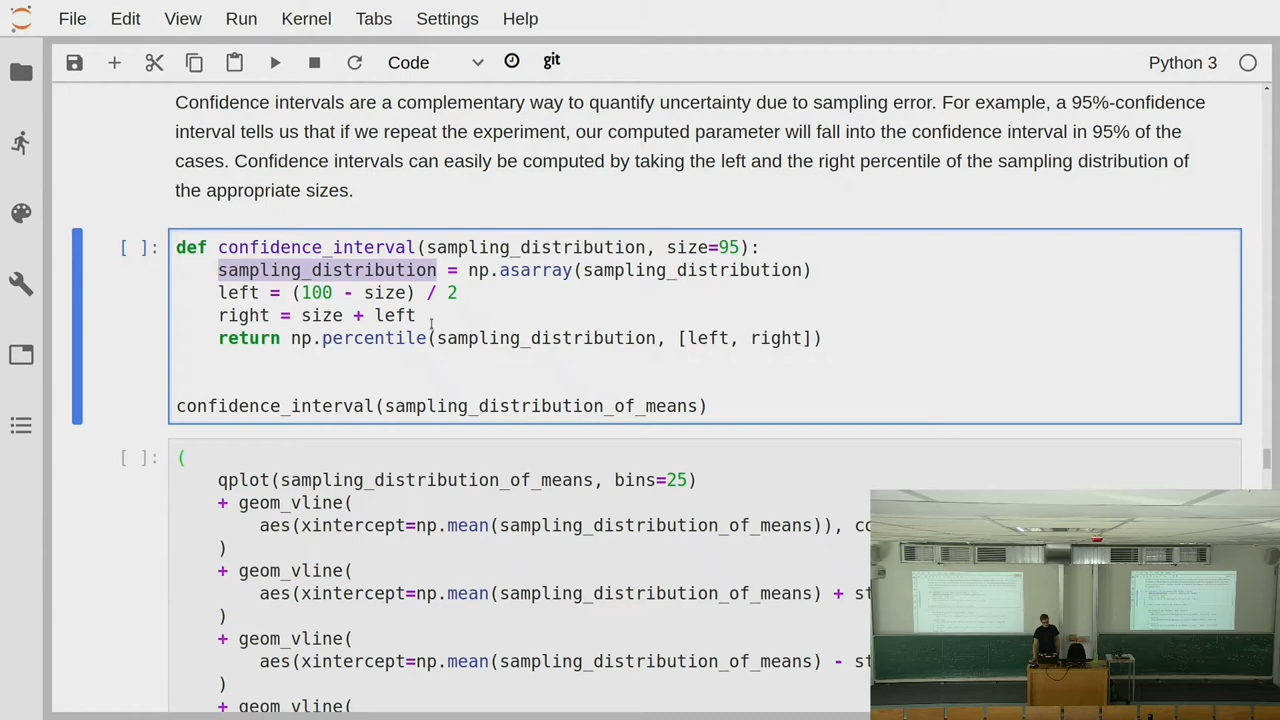 File Edit View Run Kernel Tabs Settings Help
Code git Python 3
Confidence intervals are a complementary way to quantify uncertainty due to sampling error. For example, a 95%-confidence
interval tells us that if we repeat the experiment, our computed parameter will fall into the confidence interval in 95% of the
cases. Confidence intervals can easily be computed by taking the left and the right percentile of the sampling distribution of
the appropriate sizes.
[ ]: def confidence_interval(sampling_distribution, size=95):
sampling_distribution = np.asarray(sampling_distribution)
left = (100 - size) / 2
right = size + left
return np.percentile(sampling_distribution, [left, right])
confidence_interval(sampling_distribution_of_means)
[ ]: (
qplot(sampling_distribution_of_means, bins=25)
+ geom_vline(
aes(xintercept=np.mean(sampling_distribution_of_means)), co
)
+ geom_vline(
aes(xintercept=np.mean(sampling_distribution_of_means) + s
)
+ geom_vline(
aes(xintercept=np.mean(sampling_distribution_of_means) - s
)
+ geom_vline(